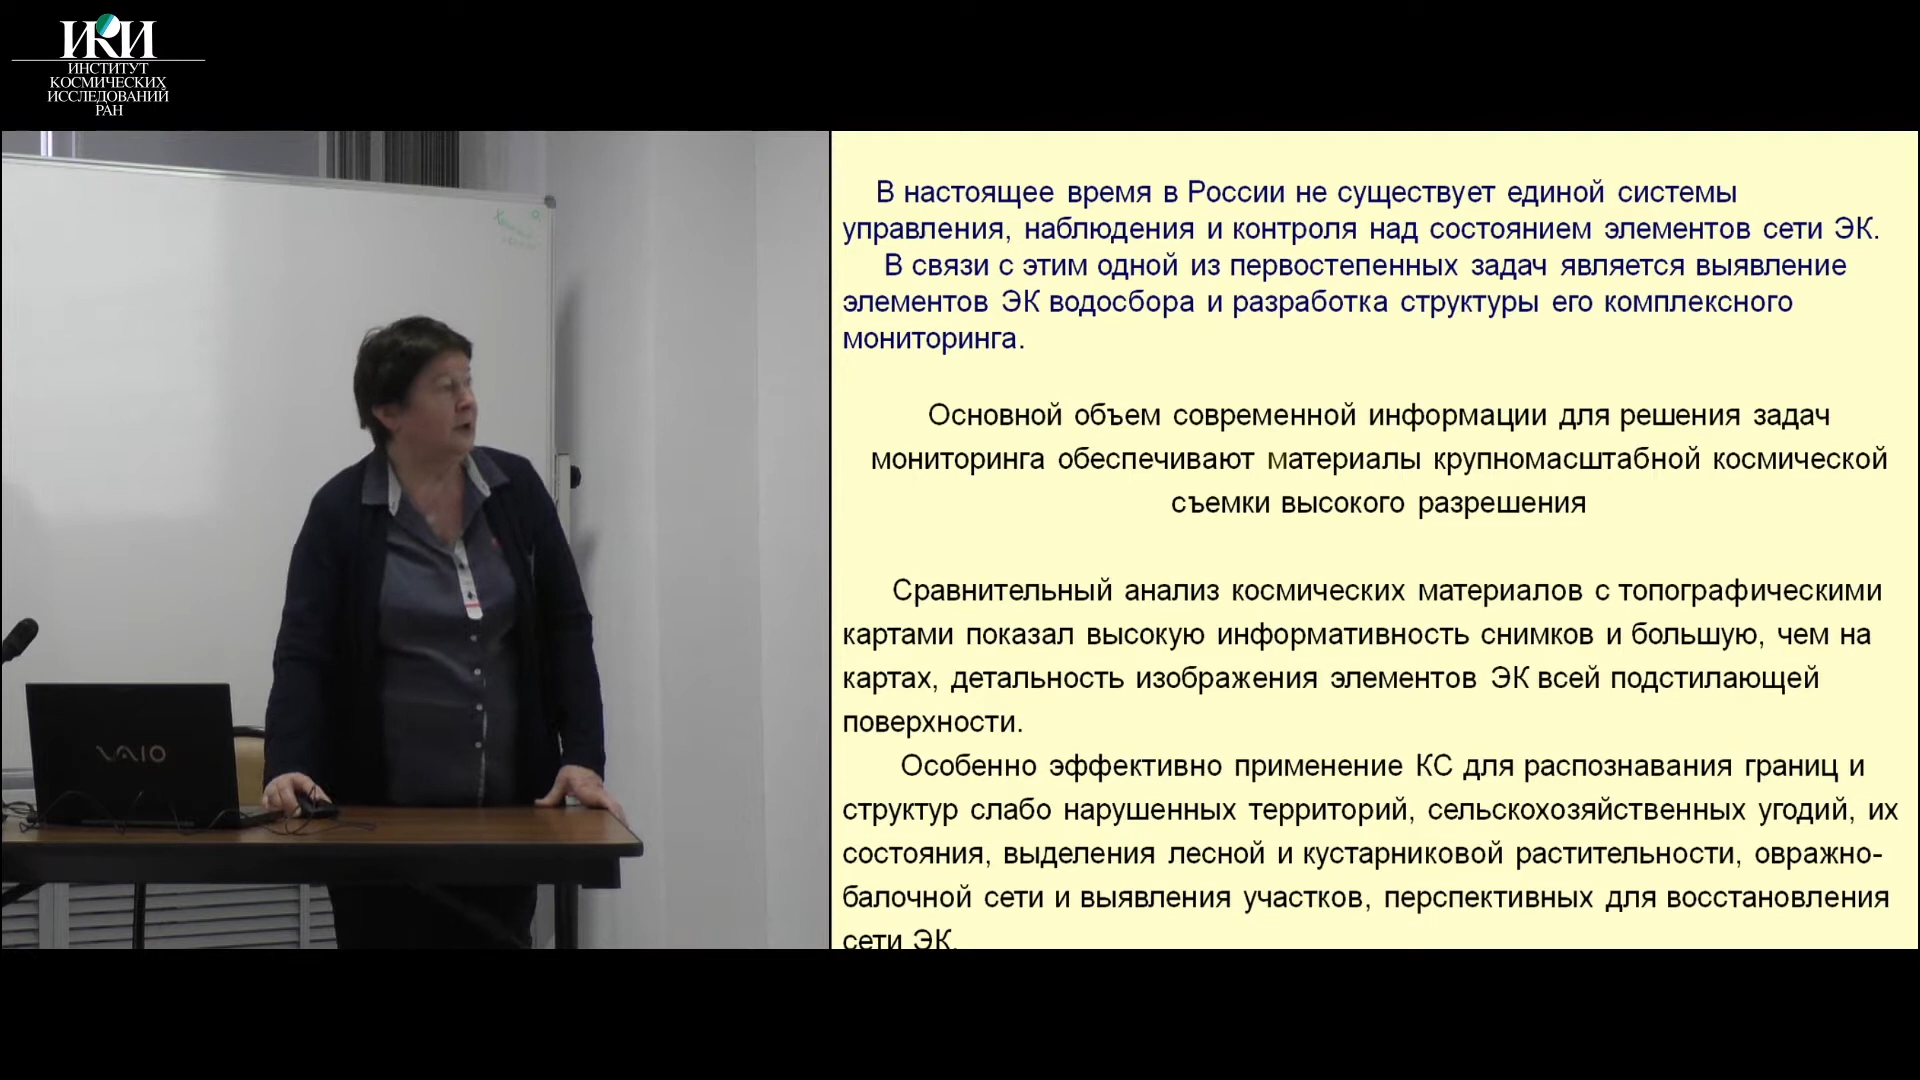 ИКИ
ИНСТИТУТ
КОСМИЧЕСКИХ
ИССЛЕДОВАНИЙ
РАН
VAIO
В настоящее время в России не существует единой системы
управления, наблюдения и контроля над состоянием элементов сети ЭК.
В связи с этим одной из первостепенных задач является выявление
элементов ЭК водосбора и разработка структуры его комплексного
мониторинга.
Основной объем современной информации для решения задач
мониторинга обеспечивают материалы крупномасштабной космической
съемки высокого разрешения
Сравнительный анализ космических материалов с топографическими
картами показал высокую информативность снимков и большую, чем на
картах, детальность изображения элементов ЭК всей подстилающей
поверхности.
Особенно эффективно применение КС для распознавания границ и
структур слабо нарушенных территорий, сельскохозяйственных угодий, их
состояния, выделения лесной и кустарниковой растительности, овражно-
балочной сети и выявления участков, перспективных для восстановления
сети ЭК.